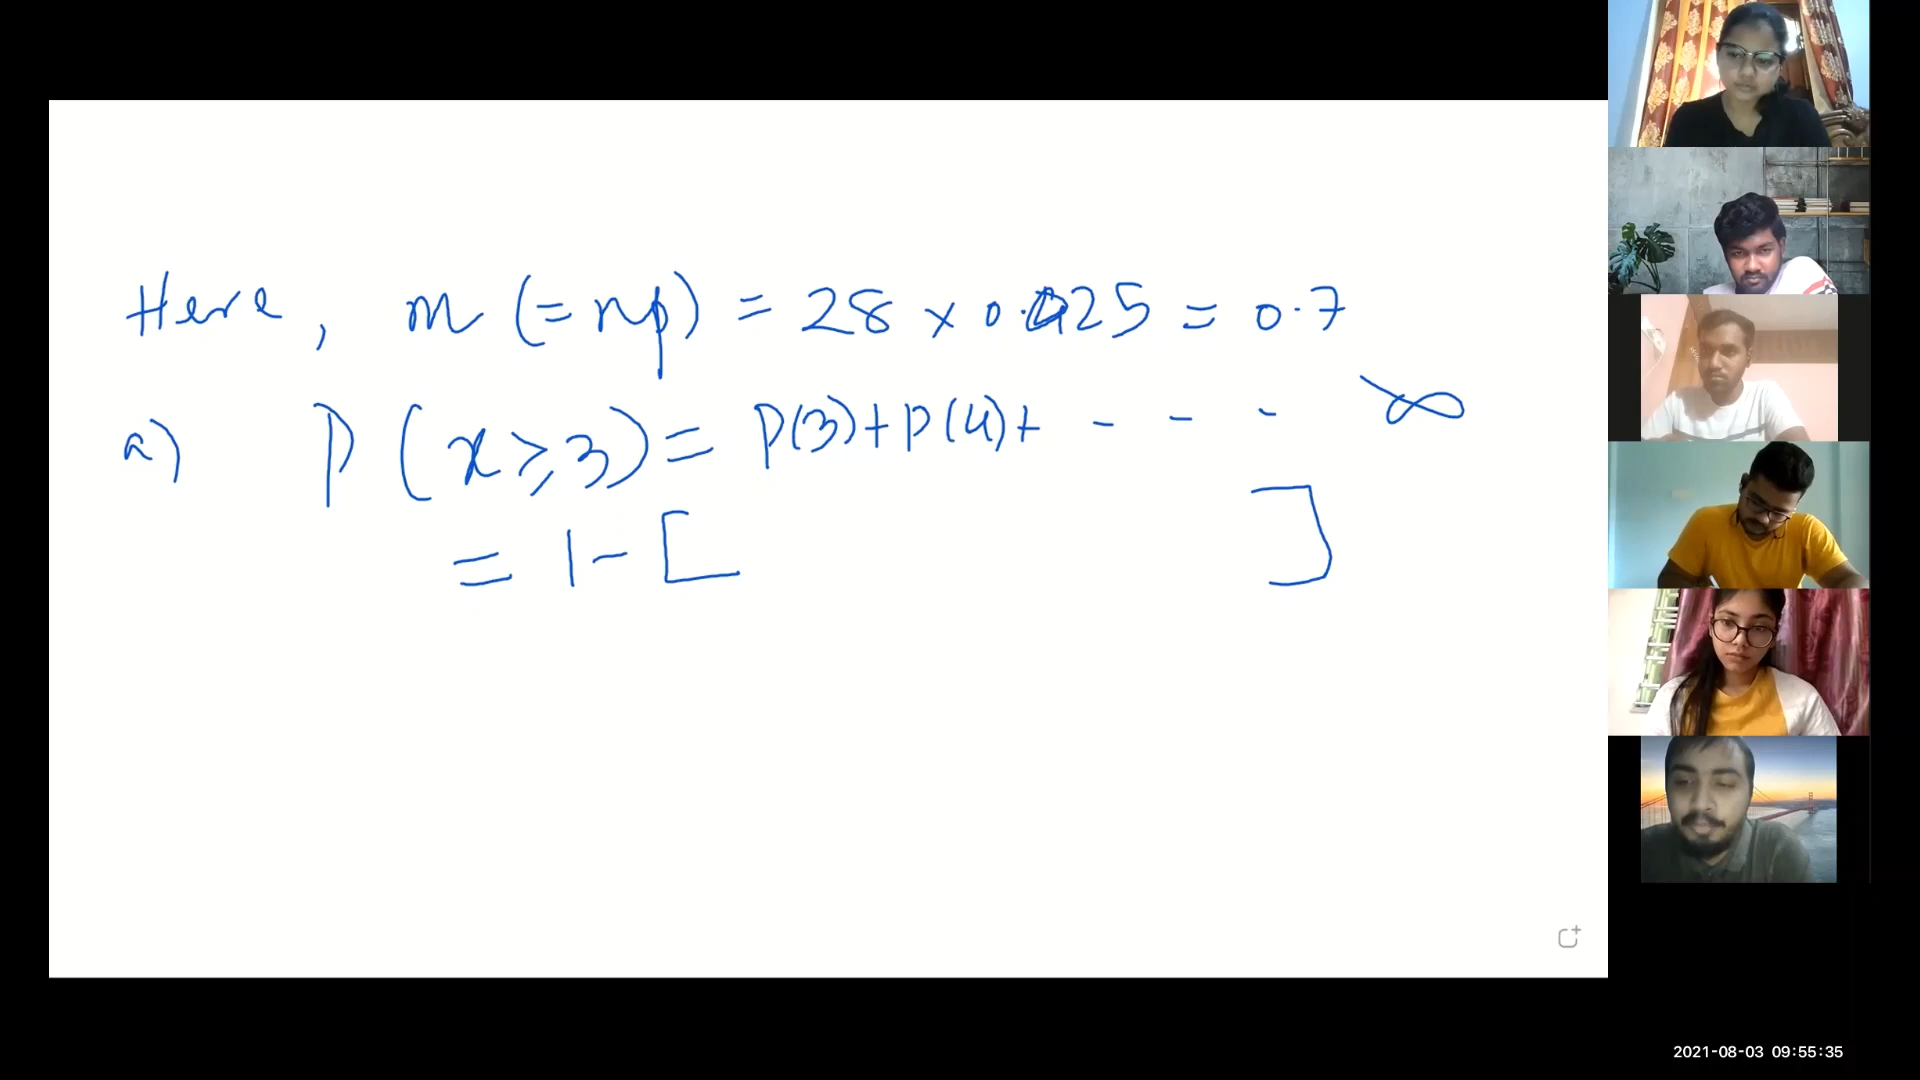 Here, m (= np) = 28 x 0.025 = 0.7
a) P (x ⩾ 3) = P(3)+P(4)+ - - - ∞
= 1 - [ ]
2021-08-03 09:55:35